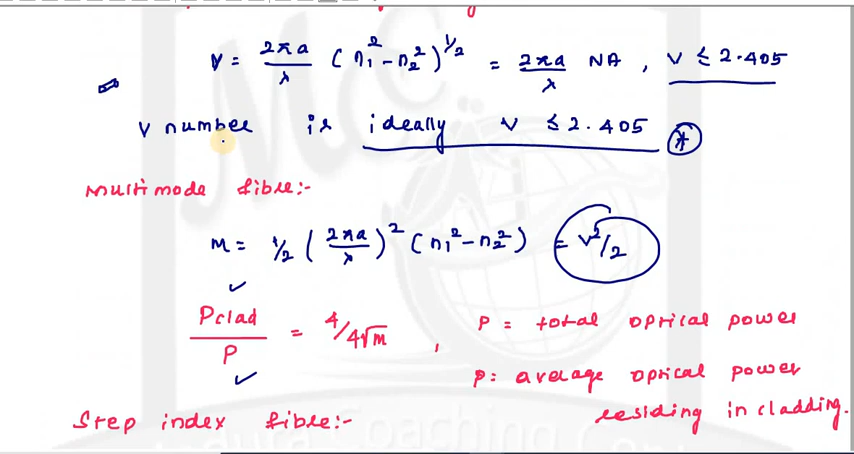 V = 2πa/λ (n1² - n2²)^1/2 = 2πa/λ NA, V ≤ 2.405
V number is ideally V ≤ 2.405 *
Multimode fibre:-
M = 1/2 (2πa/λ)² (n1² - n2²) = V²/2
Pclad/P = 4/4√m , P = total optical power
P: average optical power
residing in cladding.
Step index fibre:-